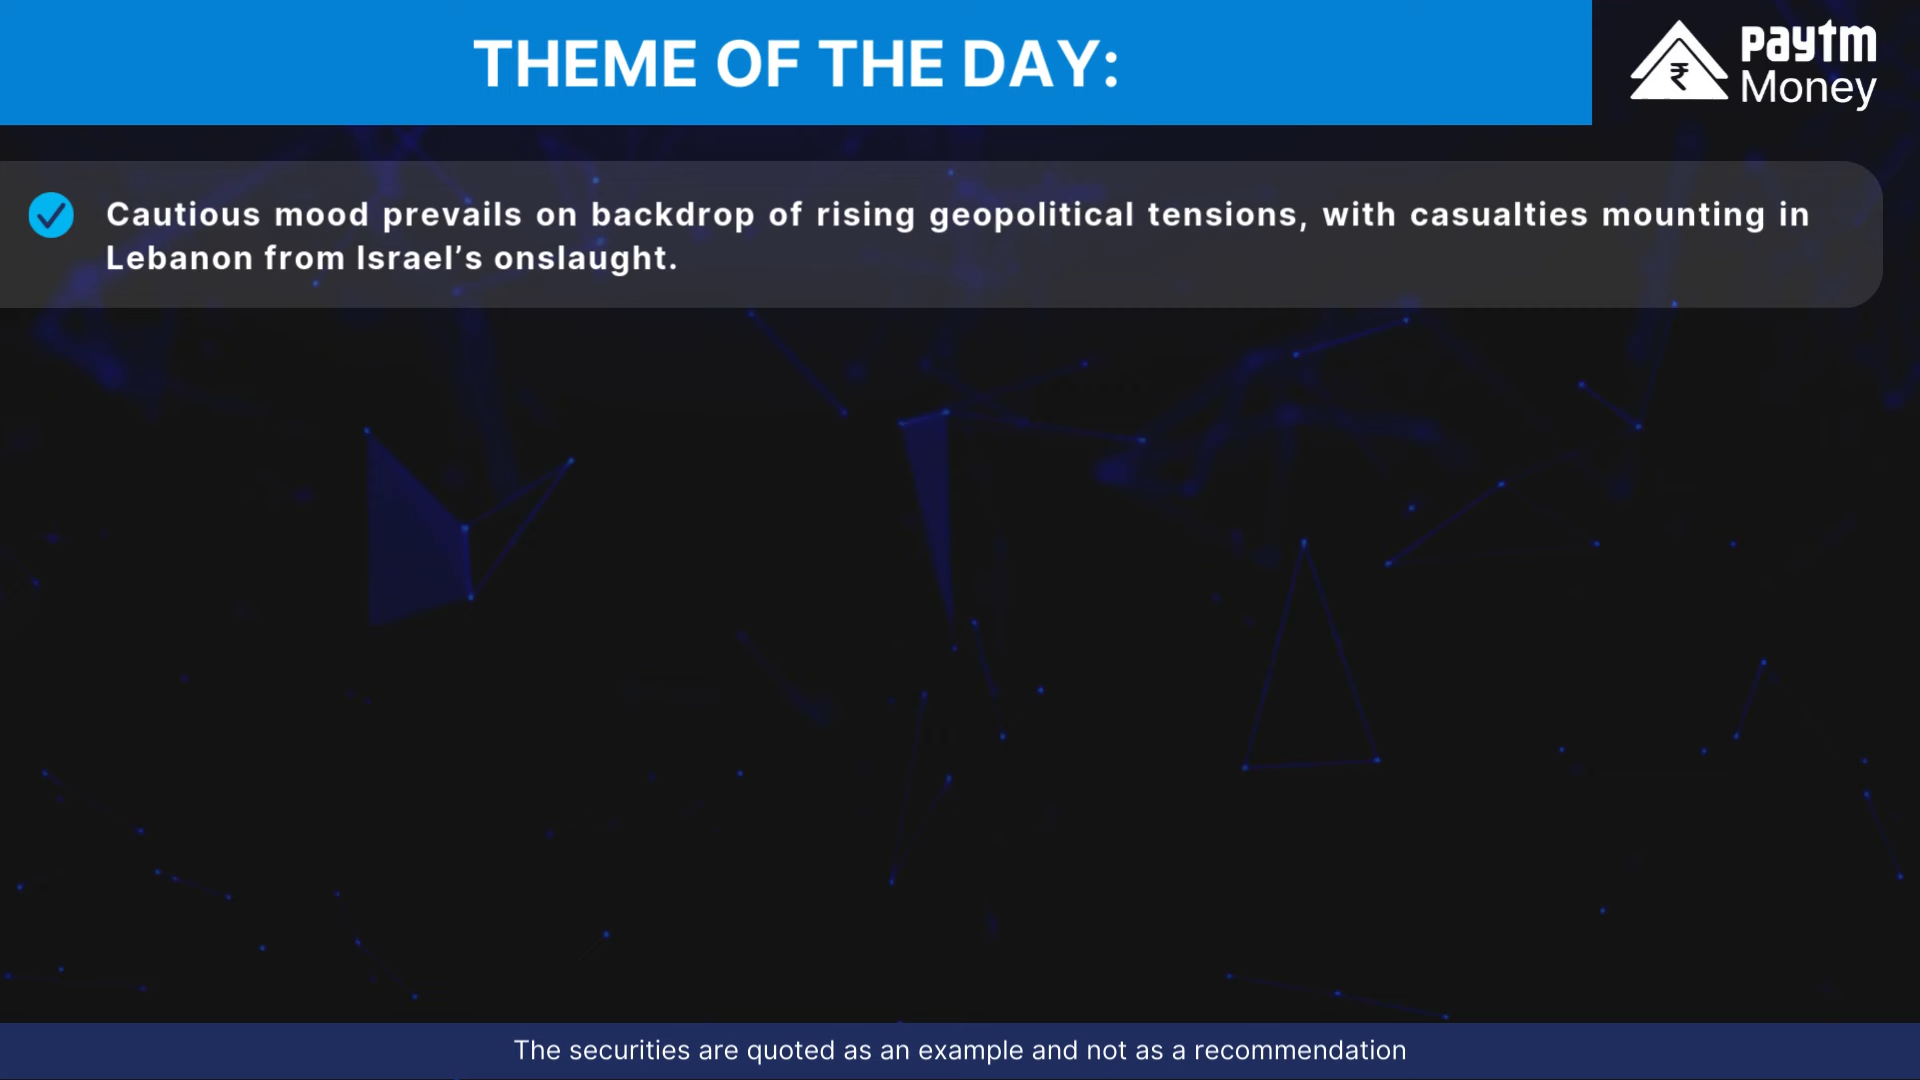 THEME OF THE DAY:
paytm
Money
Cautious mood prevails on backdrop of rising geopolitical tensions, with casualties mounting in
Lebanon from Israel’s onslaught.
The securities are quoted as an example and not as a recommendation